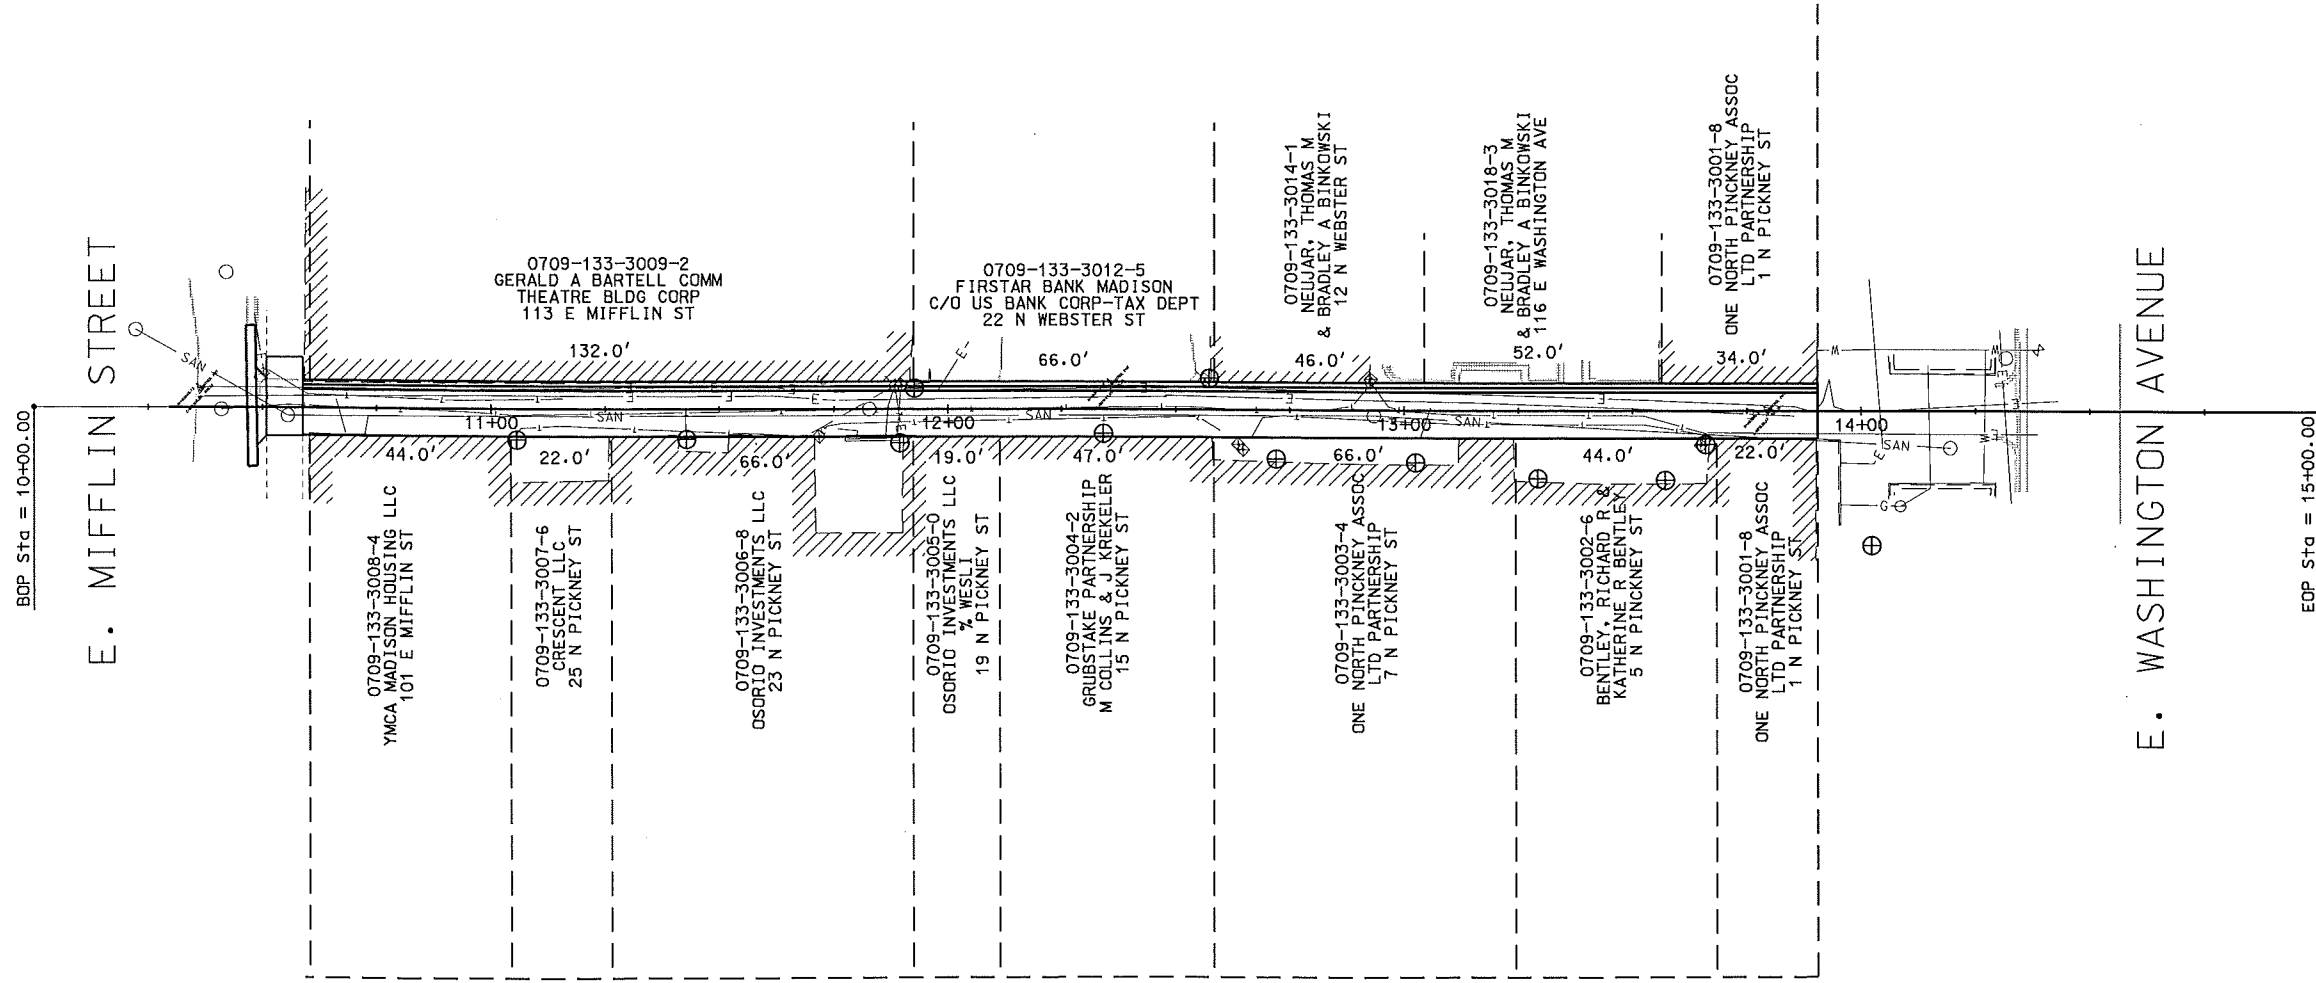 BOP Sta = 10+00.00
E. MIFFLIN STREET
0709-133-3009-2
GERALD A BARTELL COMM
THEATRE BLDG CORP
113 E MIFFLIN ST
132.0'
0709-133-3012-5
FIRSTAR BANK MADISON
C/O US BANK CORP-TAX DEPT
22 N WEBSTER ST
66.0'
0709-133-3014-1
NEUJAR, THOMAS M
& BRADLEY A BINKOWSKI
12 N WEBSTER ST
46.0'
0709-133-3018-3
NEUJAR, THOMAS M
& BRADLEY A BINKOWSKI
116 E WASHINGTON AVE
52.0'
0709-133-3001-8
ONE NORTH PINCKNEY ASSOC
LTD PARTNERSHIP
1 N PICKNEY ST
34.0'
SAN
11+00
SAN
12+00
SAN
13+00
SAN
14+00
SAN
44.0'
22.0'
66.0'
19.0'
47.0'
66.0'
44.0'
22.0'
0709-133-3008-4
YMCA MADISON HOUSING LLC
101 E MIFFLIN ST
0709-133-3007-6
CRESCENT LLC
25 N PICKNEY ST
0709-133-3006-8
OSORIO INVESTMENTS LLC
23 N PICKNEY ST
0709-133-3005-0
OSORIO INVESTMENTS LLC
% WESLI
19 N PICKNEY ST
0709-133-3004-2
GRUBSTAKE PARTNERSHIP
M COLLINS & J KREKELER
15 N PICKNEY ST
0709-133-3003-4
ONE NORTH PINCKNEY ASSOC
LTD PARTNERSHIP
7 N PICKNEY ST
0709-133-3002-6
BENTLEY, RICHARD R &
KATHERINE R BENTLEY
5 N PINCKNEY ST
0709-133-3001-8
ONE NORTH PINCKNEY ASSOC
LTD PARTNERSHIP
1 N PICKNEY ST
E. WASHINGTON AVENUE
EOP Sta = 15+00.00